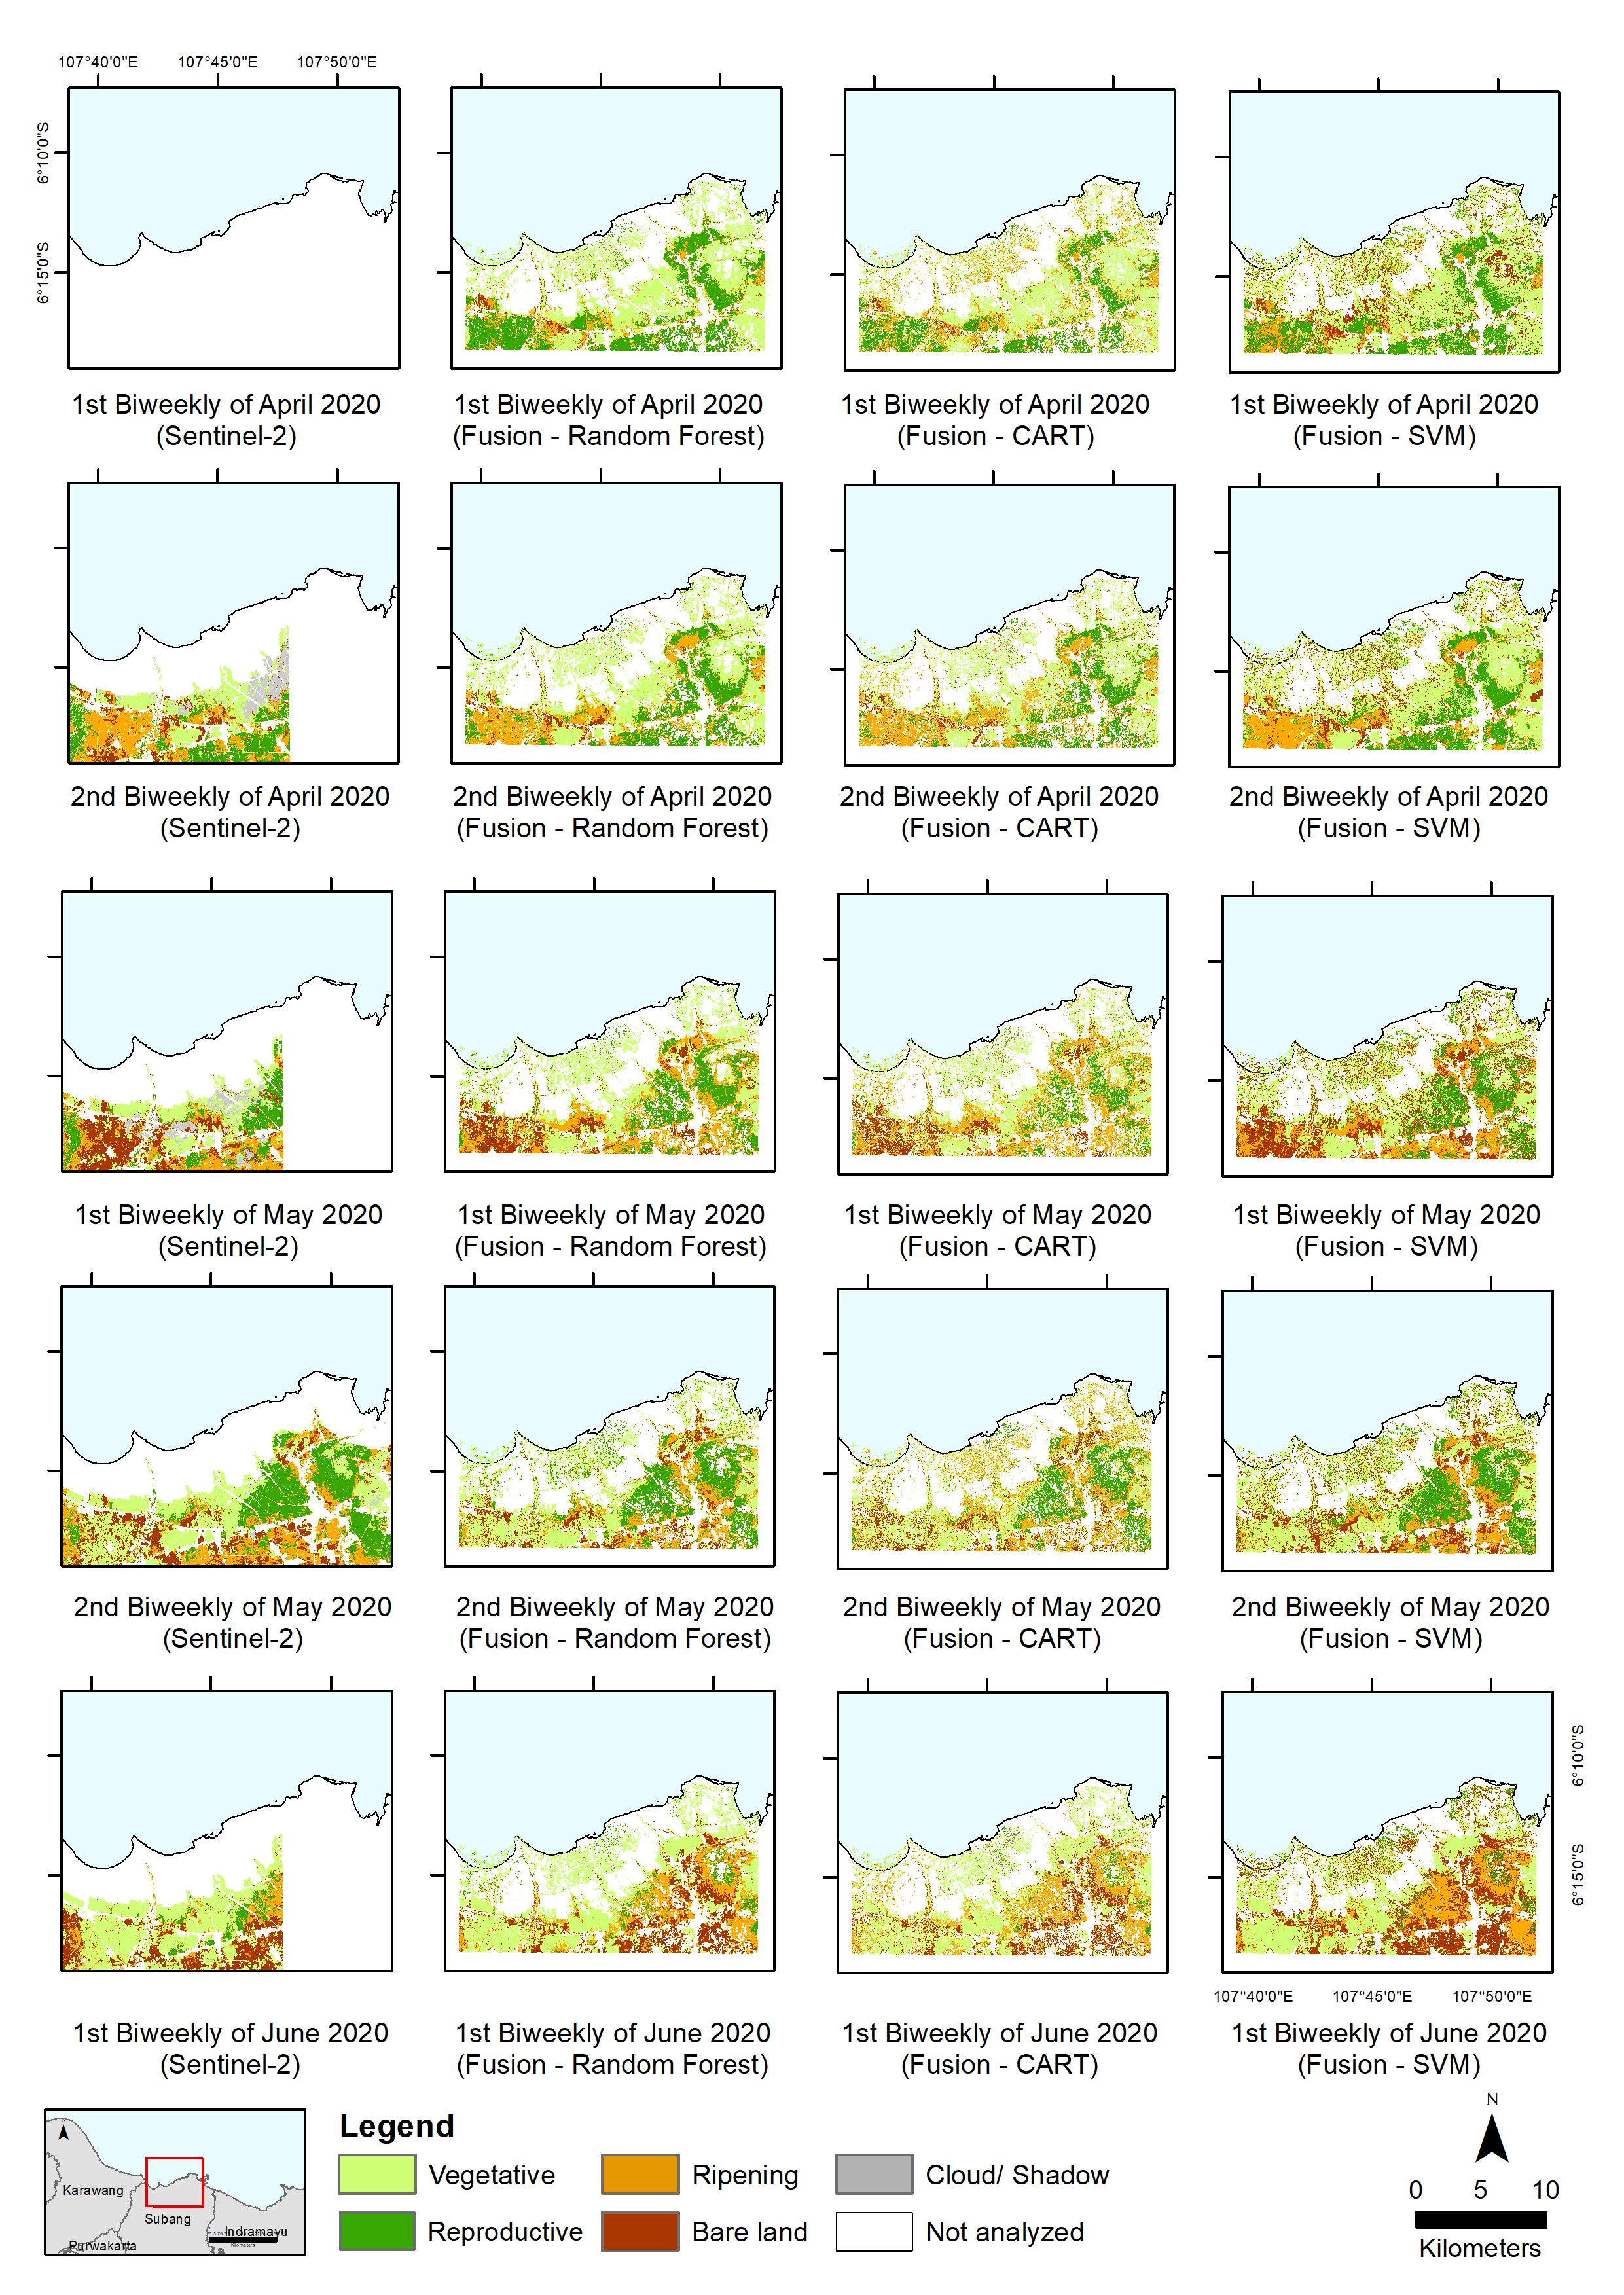 107°40'0"E 107°45'0"E 107°50'0"E
6°10'0"S
6°15'0"S
1st Biweekly of April 2020
(Sentinel-2)
1st Biweekly of April 2020
(Fusion - Random Forest)
1st Biweekly of April 2020
(Fusion - CART)
1st Biweekly of April 2020
(Fusion - SVM)
2nd Biweekly of April 2020
(Sentinel-2)
2nd Biweekly of April 2020
(Fusion - Random Forest)
2nd Biweekly of April 2020
(Fusion - CART)
2nd Biweekly of April 2020
(Fusion - SVM)
1st Biweekly of May 2020
(Sentinel-2)
1st Biweekly of May 2020
(Fusion - Random Forest)
1st Biweekly of May 2020
(Fusion - CART)
1st Biweekly of May 2020
(Fusion - SVM)
2nd Biweekly of May 2020
(Sentinel-2)
2nd Biweekly of May 2020
(Fusion - Random Forest)
2nd Biweekly of May 2020
(Fusion - CART)
2nd Biweekly of May 2020
(Fusion - SVM)
6°10'0"S
6°15'0"S
107°40'0"E 107°45'0"E 107°50'0"E
1st Biweekly of June 2020
(Sentinel-2)
1st Biweekly of June 2020
(Fusion - Random Forest)
1st Biweekly of June 2020
(Fusion - CART)
1st Biweekly of June 2020
(Fusion - SVM)
Karawang
Subang
Indramayu
Purwakarta
Kilometers
Legend
Vegetative
Ripening
Cloud/ Shadow
Reproductive
Bare land
Not analyzed
N
0 5 10
Kilometers